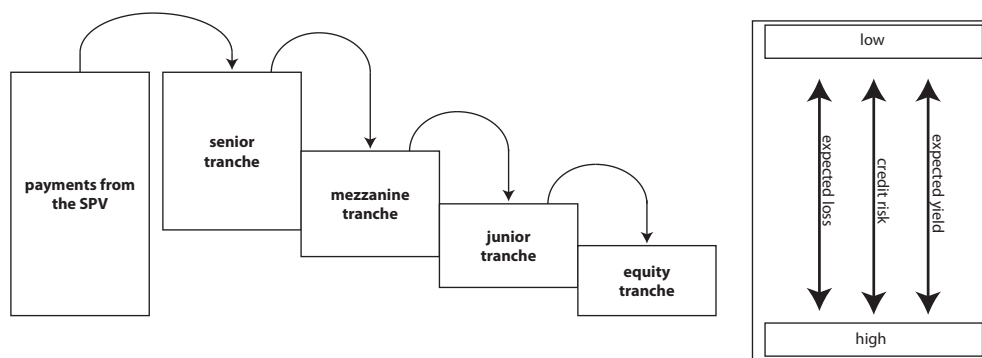 payments from
the SPV
senior
tranche
mezzanine
tranche
junior
tranche
equity
tranche
low
expected loss
credit risk
expected yield
high